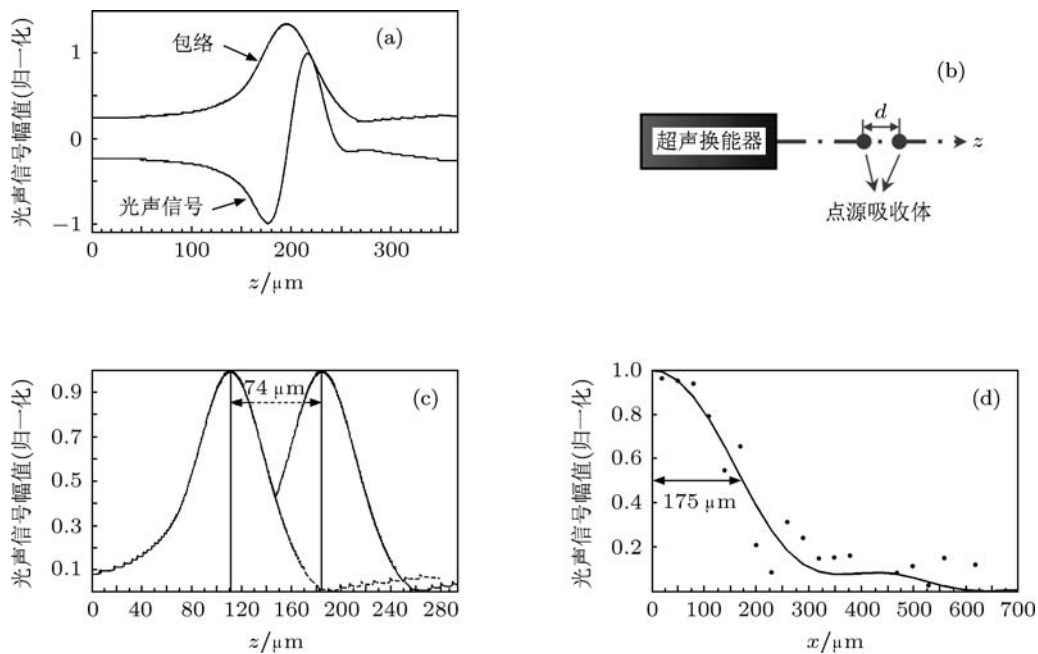 (a)
包络
光声信号
光声信号幅值(归一化)
1
0
−1
0 100 200 300
z/μm
(b)
超声换能器
d
z
点源吸收体
(c)
74 μm
光声信号幅值(归一化)
0.9
0.7
0.5
0.3
0.1
0 40 80 120 160 200 240 280
z/μm
(d)
175 μm
光声信号幅值(归一化)
1.0
0.8
0.6
0.4
0.2
0 100 200 300 400 500 600 700
x/μm